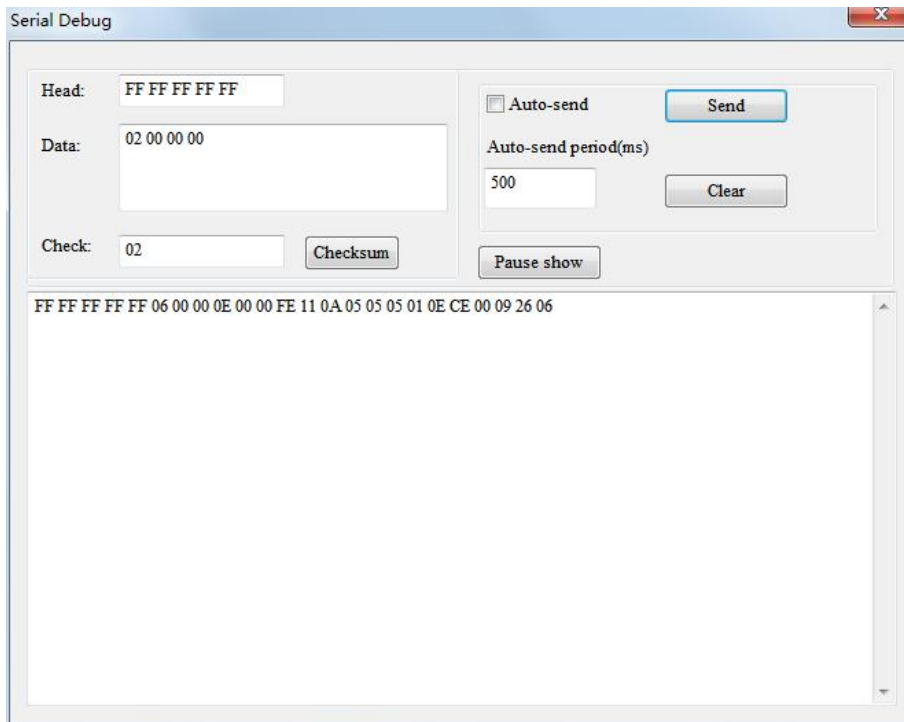 Serial Debug
Head:
FF FF FF FF FF
Data:
02 00 00 00
Check:
02
Checksum
Auto-send
Send
Auto-send period(ms)
500
Clear
Pause show
FF FF FF FF FF 06 00 00 0E 00 00 FE 11 0A 05 05 05 01 0E CE 00 09 26 06